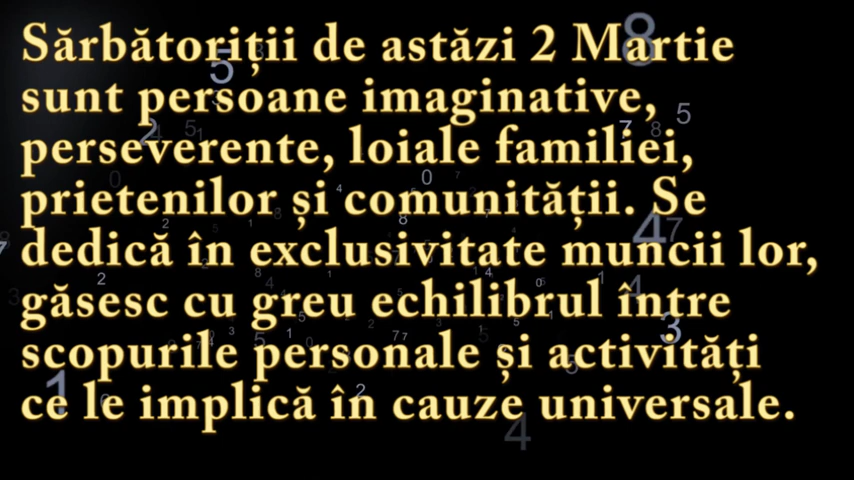 Sărbătoriții de astăzi 2 Martie
sunt persoane imaginative,
perseverente, loiale familiei,
prietenilor și comunității. Se
dedică în exclusivitate muncii lor,
găsesc cu greu echilibrul între
scopurile personale și activități
ce le implică în cauze universale.